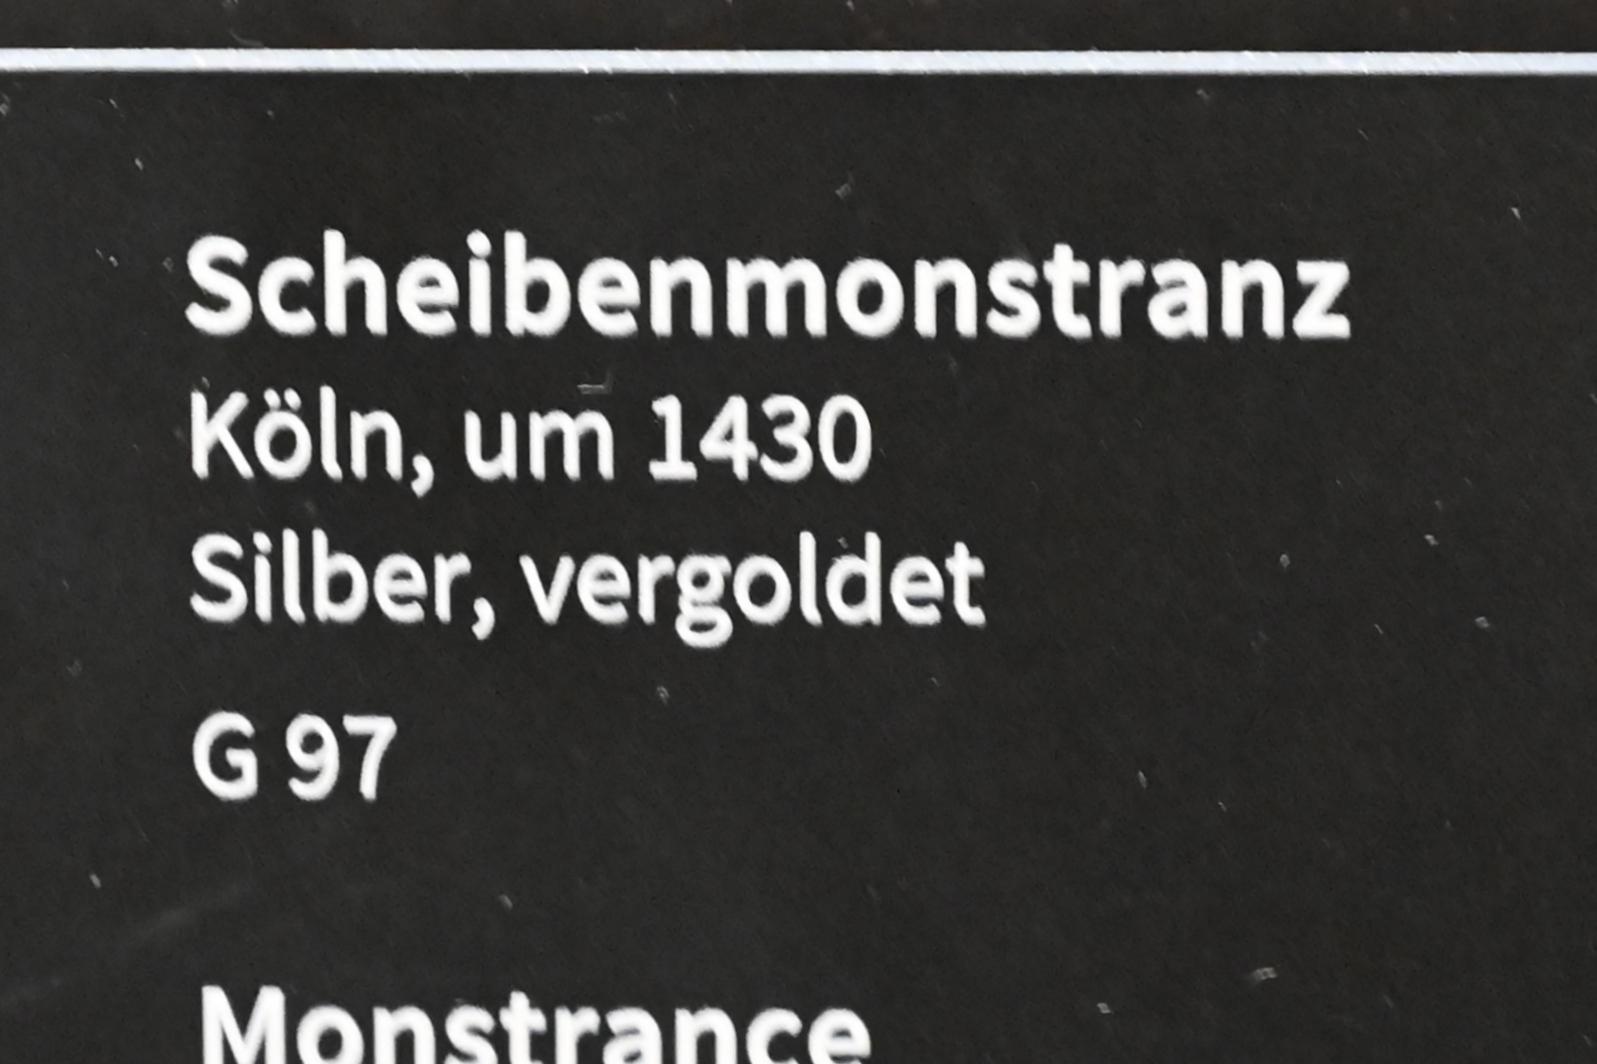 Scheibenmonstranz
Köln, um 1430
Silber, vergoldet
G 97
Monstrance